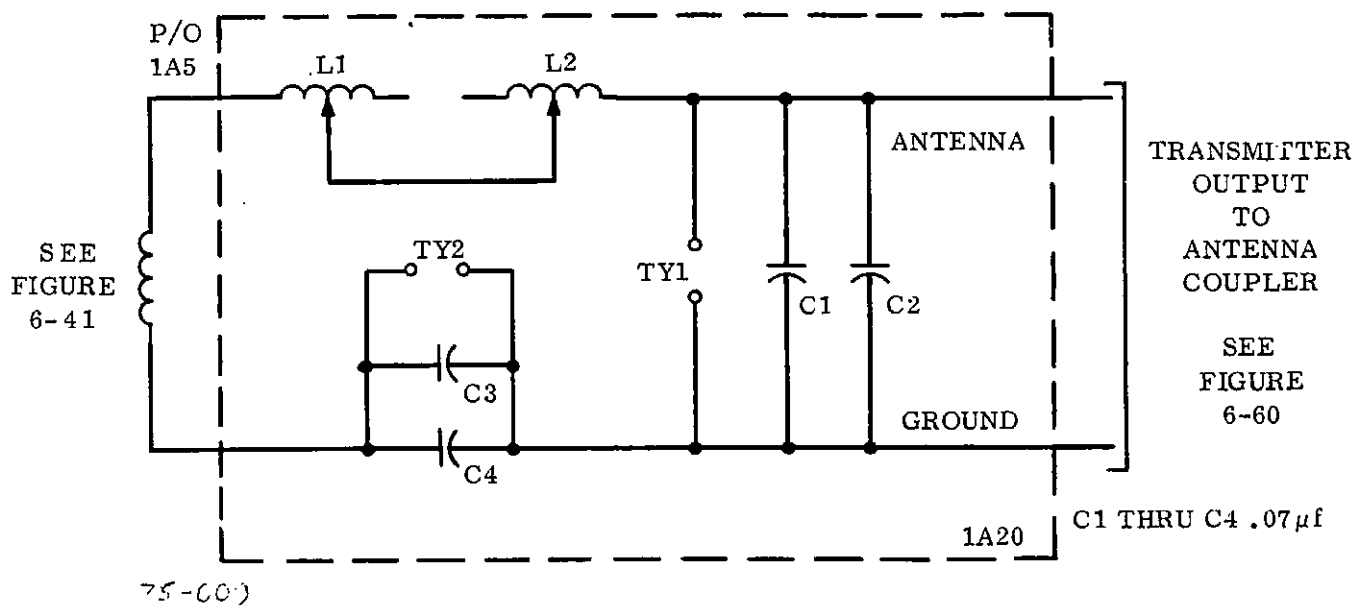 P/O
1A5
L1
L2
ANTENNA
TRANSMITTER
OUTPUT
TO
ANTENNA
COUPLER
SEE
FIGURE
6-41
TY2
TY1
C1
C2
C3
SEE
FIGURE
6-60
GROUND
C4
C1 THRU C4 .07μf
1A20